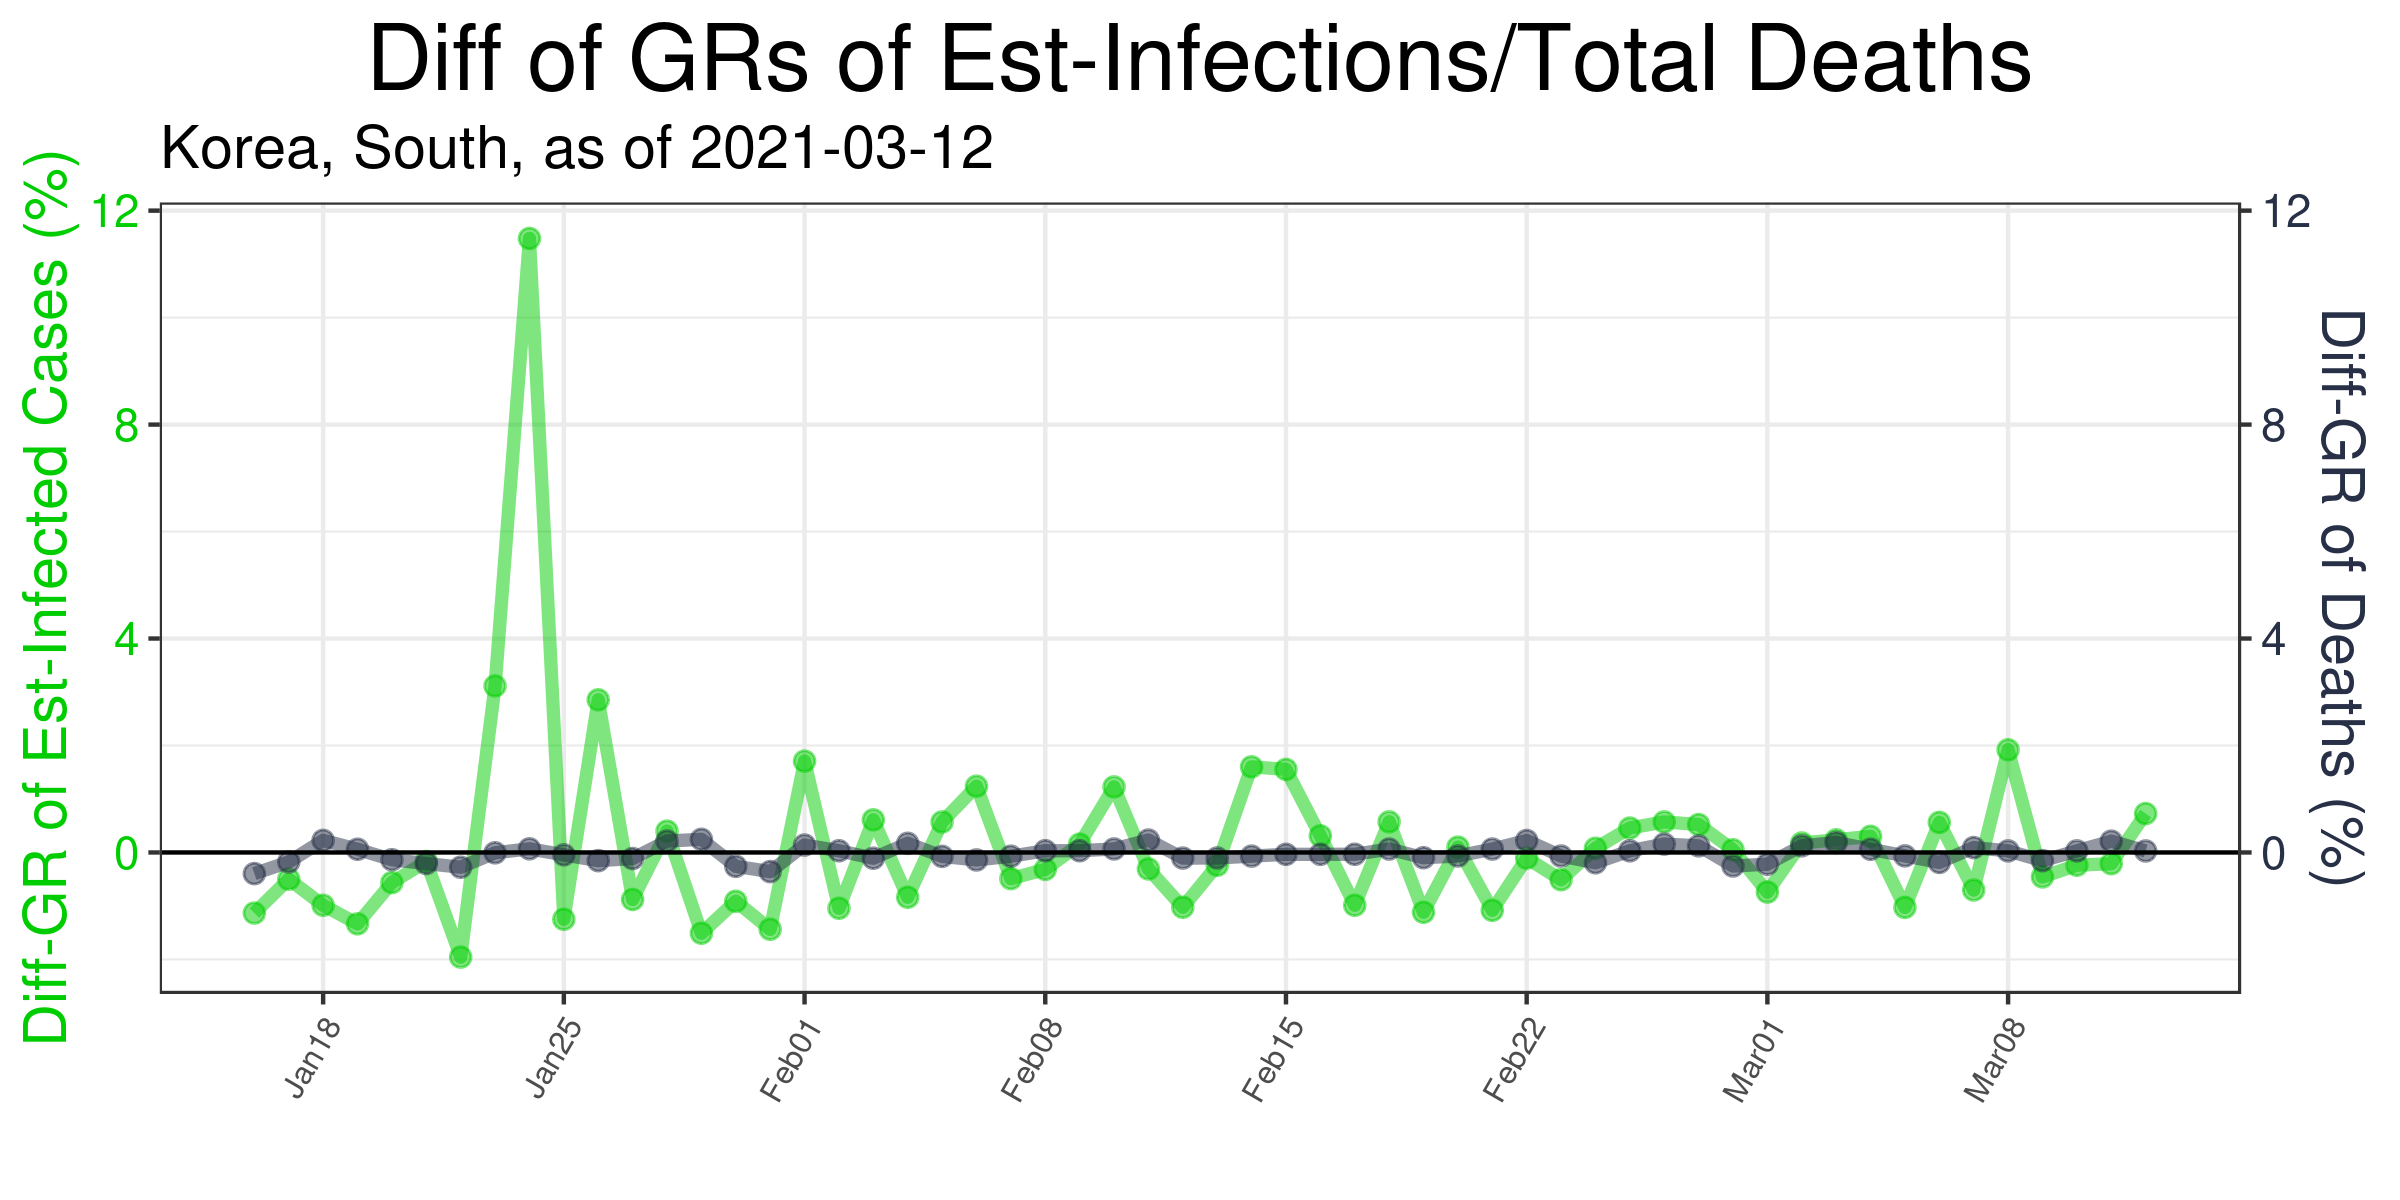 Diff of GRs of Est-Infections/Total Deaths
Korea, South, as of 2021-03-12
Diff-GR of Est-Infected Cases (%)
12
8
4
0
12
8
4
0
Diff-GR of Deaths (%)
Jan18
Jan25
Feb01
Feb08
Feb15
Feb22
Mar01
Mar08